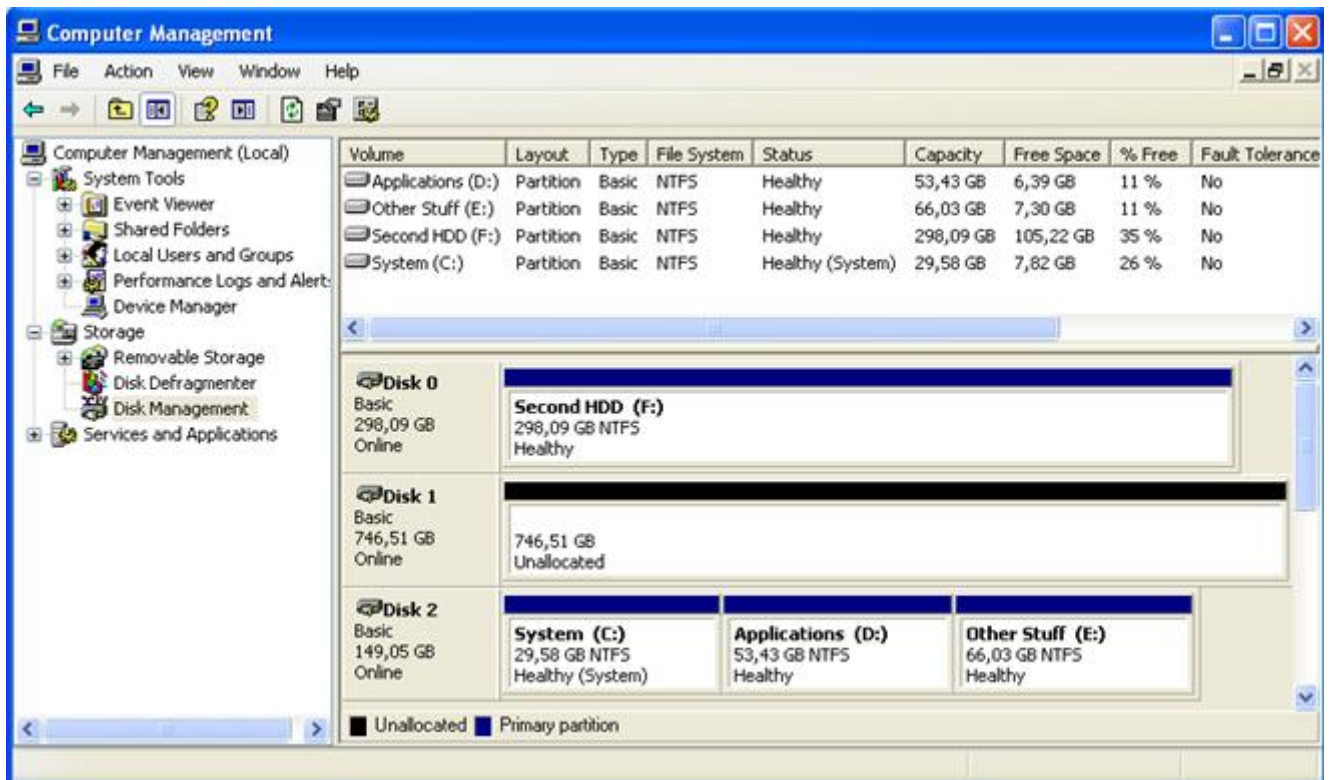 Computer Management
File Action View Window Help
Computer Management (Local)
System Tools
Event Viewer
Shared Folders
Local Users and Groups
Performance Logs and Alert
Device Manager
Storage
Removable Storage
Disk Defragmenter
Disk Management
Services and Applications
Volume Layout Type File System Status Capacity Free Space % Free Fault Tolerance
Applications (D:) Partition Basic NTFS Healthy 53,43 GB 6,39 GB 11 % No
Other Stuff (E:) Partition Basic NTFS Healthy 66,03 GB 7,30 GB 11 % No
Second HDD (F:) Partition Basic NTFS Healthy 298,09 GB 105,22 GB 35 % No
System (C:) Partition Basic NTFS Healthy (System) 29,58 GB 7,82 GB 26 % No
Disk 0
Basic
298,09 GB
Online
Second HDD (F:)
298,09 GB NTFS
Healthy
Disk 1
Basic
746,51 GB
Online
746,51 GB
Unallocated
Disk 2
Basic
149,05 GB
Online
System (C:)
29,58 GB NTFS
Healthy (System)
Applications (D:)
53,43 GB NTFS
Healthy
Other Stuff (E:)
66,03 GB NTFS
Healthy
Unallocated Primary partition